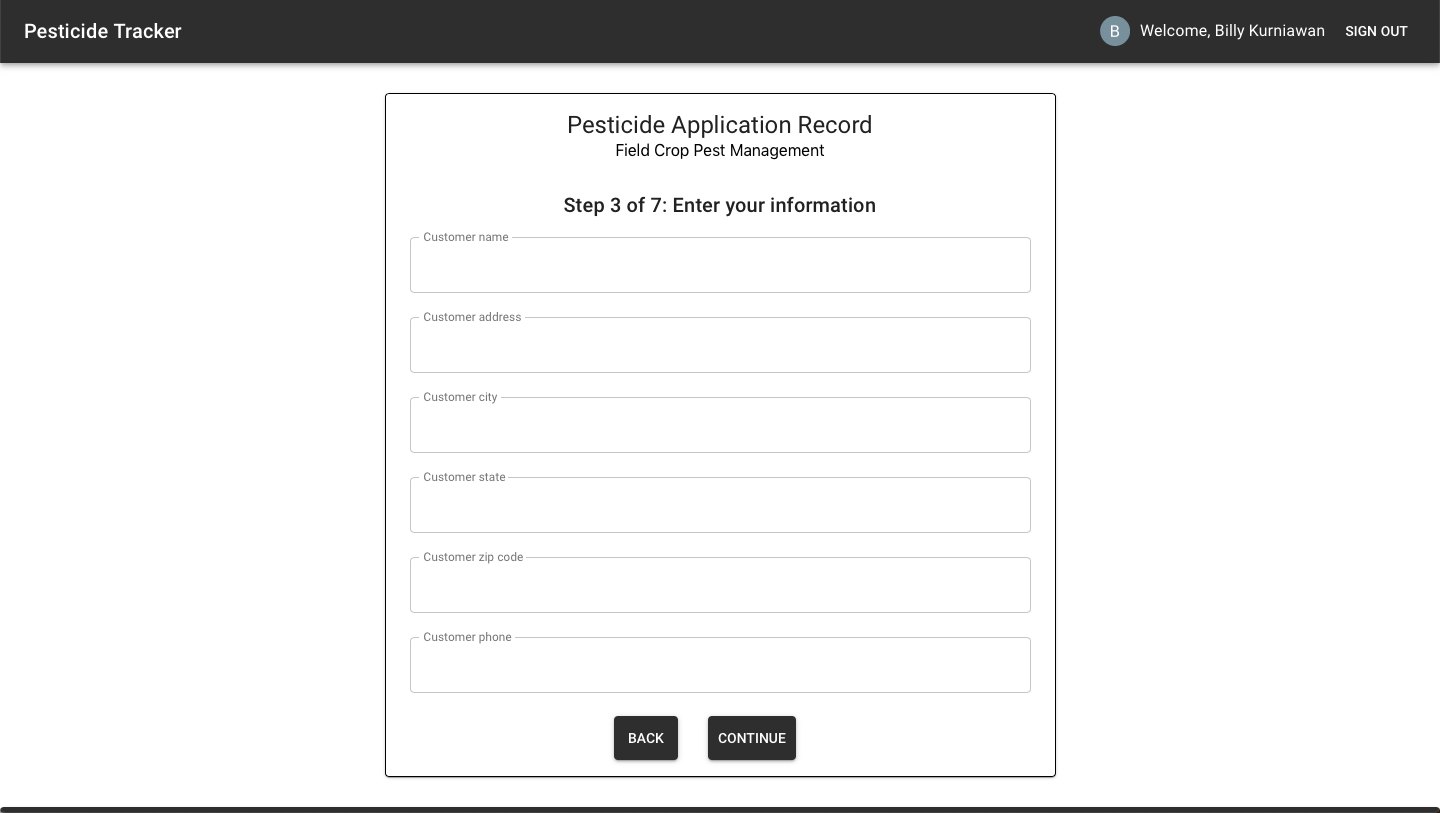 Pesticide Tracker
B Welcome, Billy Kurniawan SIGN OUT
Pesticide Application Record
Field Crop Pest Management
Step 3 of 7: Enter your information
Customer name
Customer address
Customer city
Customer state
Customer zip code
Customer phone
BACK CONTINUE